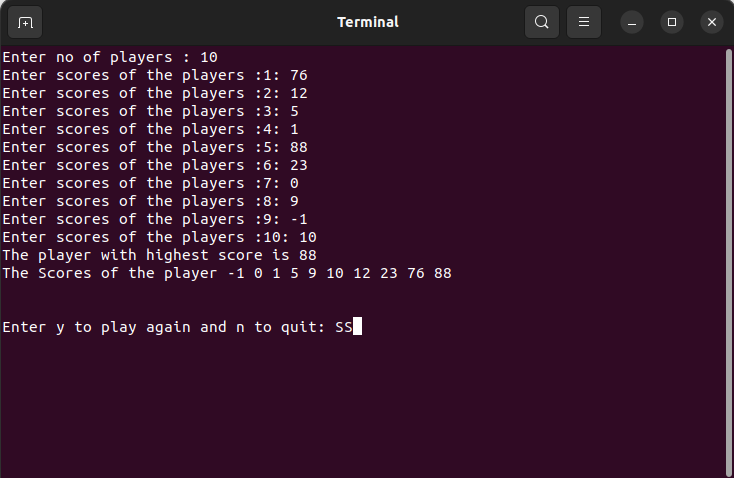 Terminal
Enter no of players : 10
Enter scores of the players :1: 76
Enter scores of the players :2: 12
Enter scores of the players :3: 5
Enter scores of the players :4: 1
Enter scores of the players :5: 88
Enter scores of the players :6: 23
Enter scores of the players :7: 0
Enter scores of the players :8: 9
Enter scores of the players :9: -1
Enter scores of the players :10: 10
The player with highest score is 88
The Scores of the player -1 0 1 5 9 10 12 23 76 88
Enter y to play again and n to quit: SS